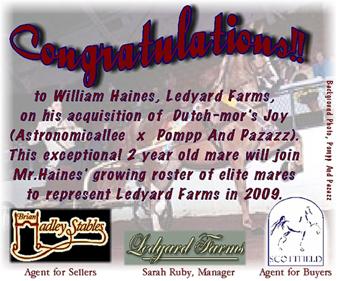 Congratulations!!
to William Haines, Ledyard Farms,
on his acquisition of Dutch-mor's Joy
(Astronomicallee x Pompp And Pazazz).
This exceptional 2 year old mare will join
Mr.Haines' growing roster of elite mares
to represent Ledyard Farms in 2009.
Background Photo, Pompp And Pazazz
Brian
Hadley Stables
Ledyard Farms
SCOTTFIELD
Agent for Sellers
Sarah Ruby, Manager
Agent for Buyers